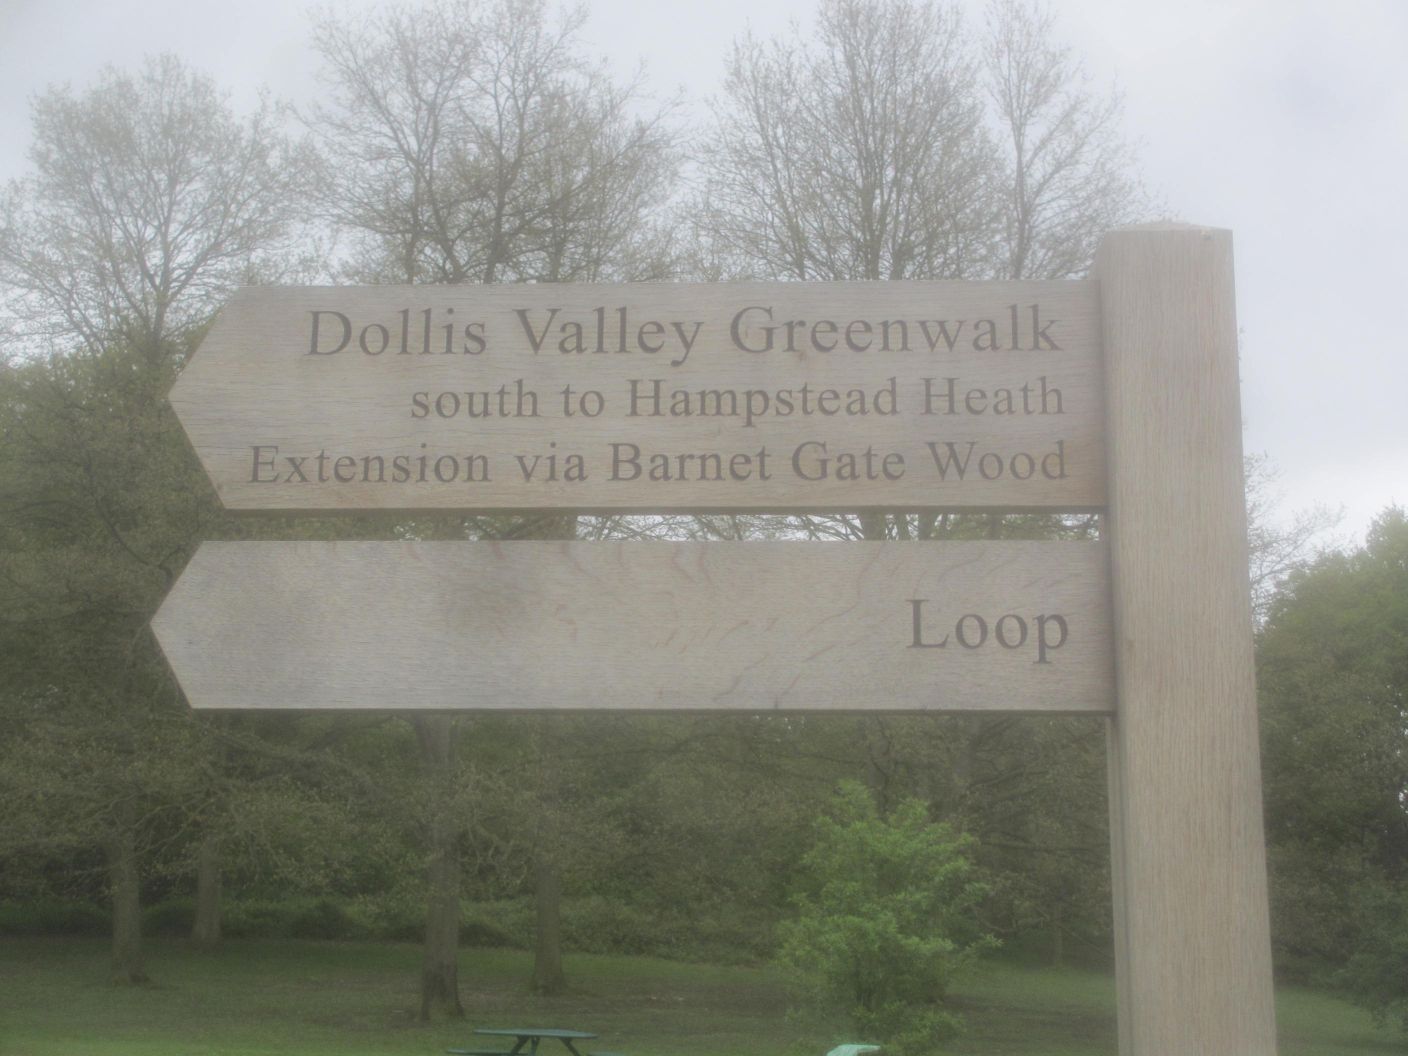 Dollis Valley Greenwalk
south to Hampstead Heath
Extension via Barnet Gate Wood
Loop